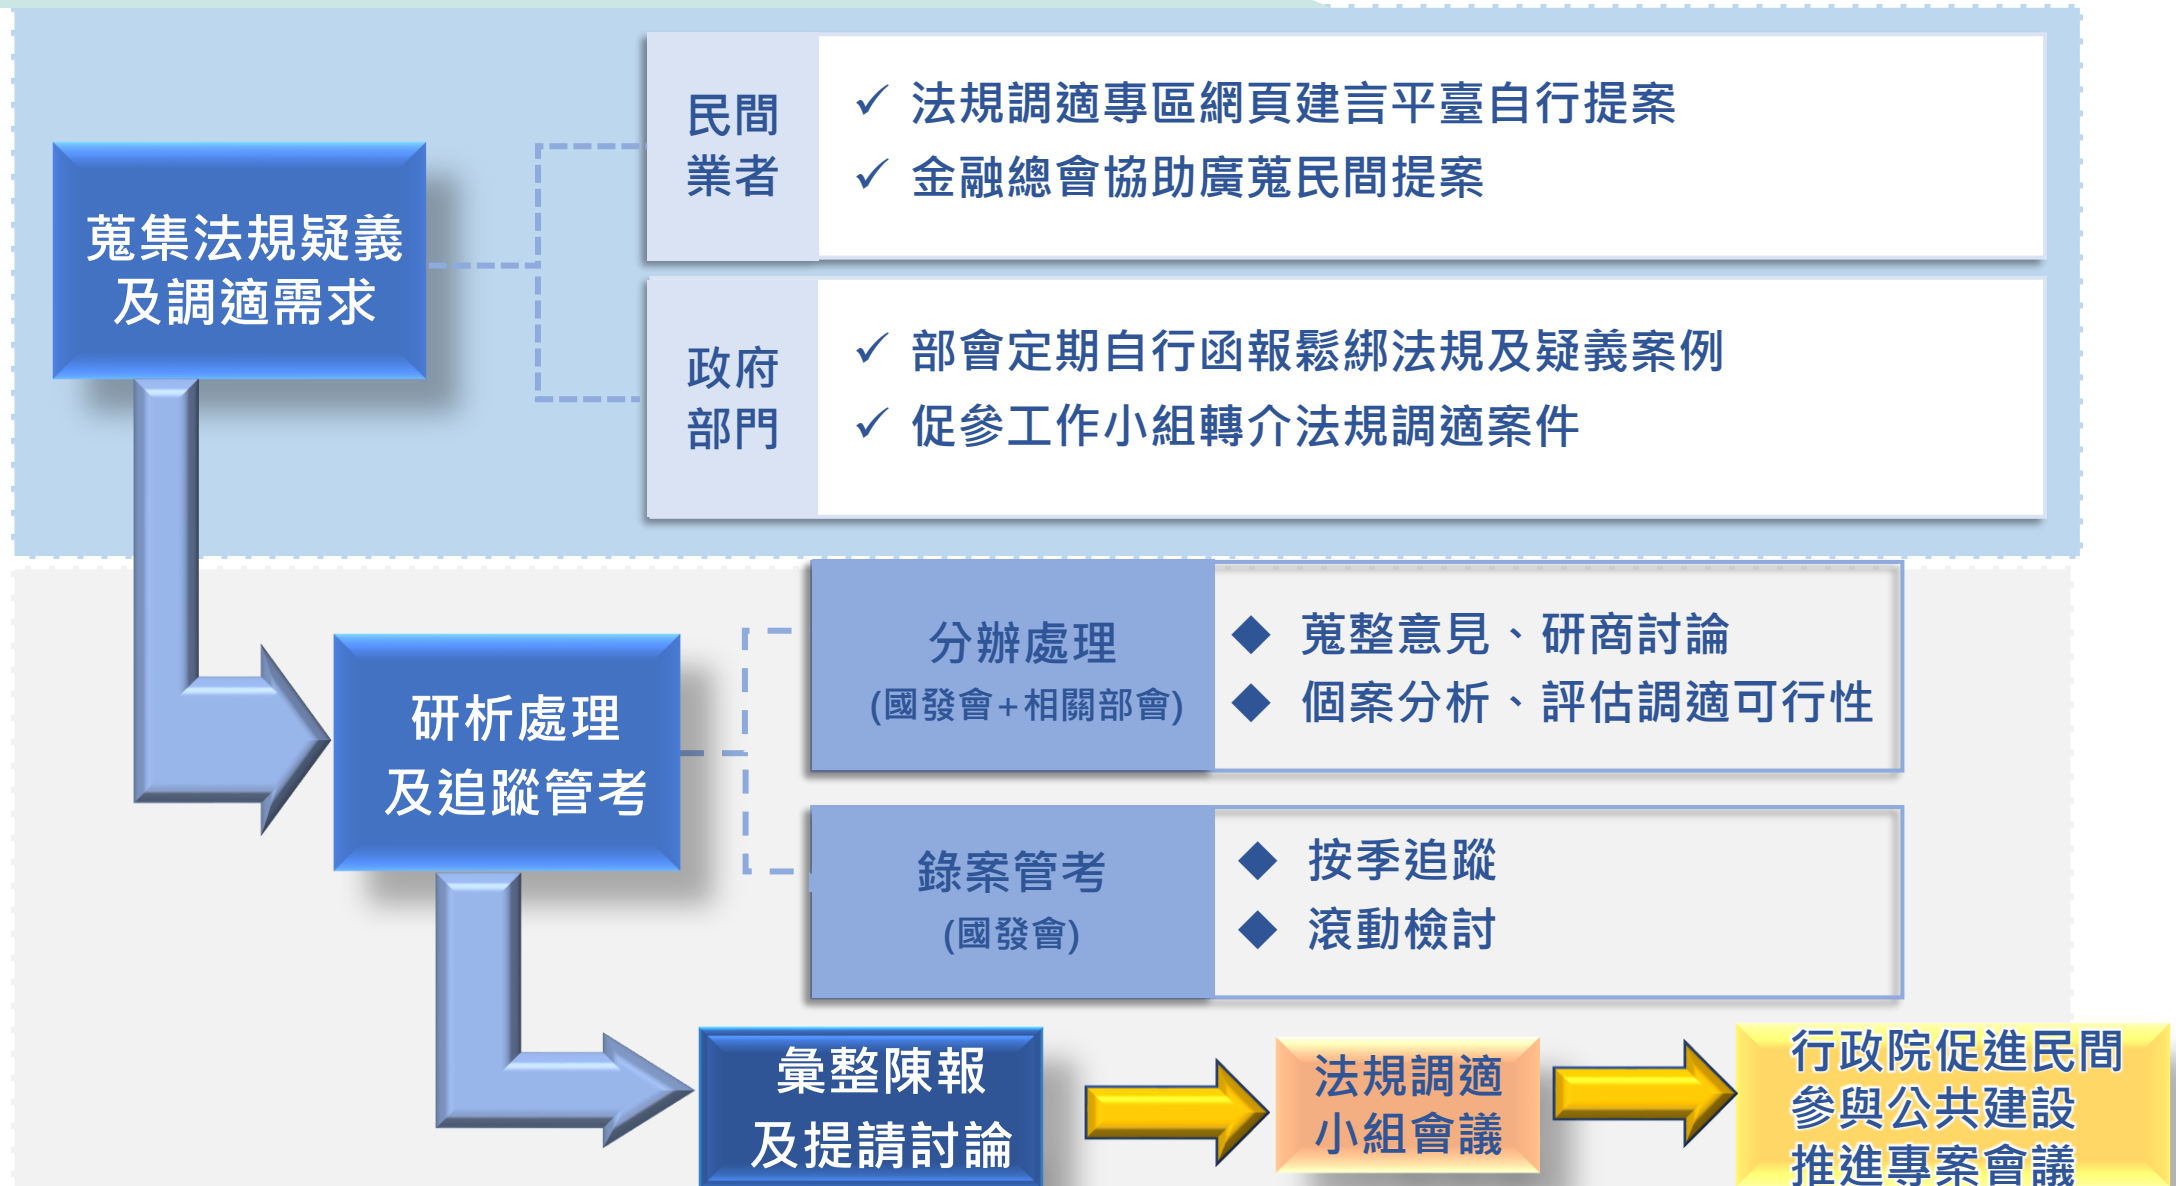 蒐集法規疑義
及調適需求
民間
業者
✓ 法規調適專區網頁建言平臺自行提案
✓ 金融總會協助廣蒐民間提案
政府
部門
✓ 部會定期自行函報鬆綁法規及疑義案例
✓ 促參工作小組轉介法規調適案件
研析處理
及追蹤管考
分辦處理
(國發會+相關部會)
◆ 蒐整意見、研商討論
◆ 個案分析、評估調適可行性
錄案管考
(國發會)
◆ 按季追蹤
◆ 滾動檢討
彙整陳報
及提請討論
法規調適
小組會議
行政院促進民間
參與公共建設
推進專案會議